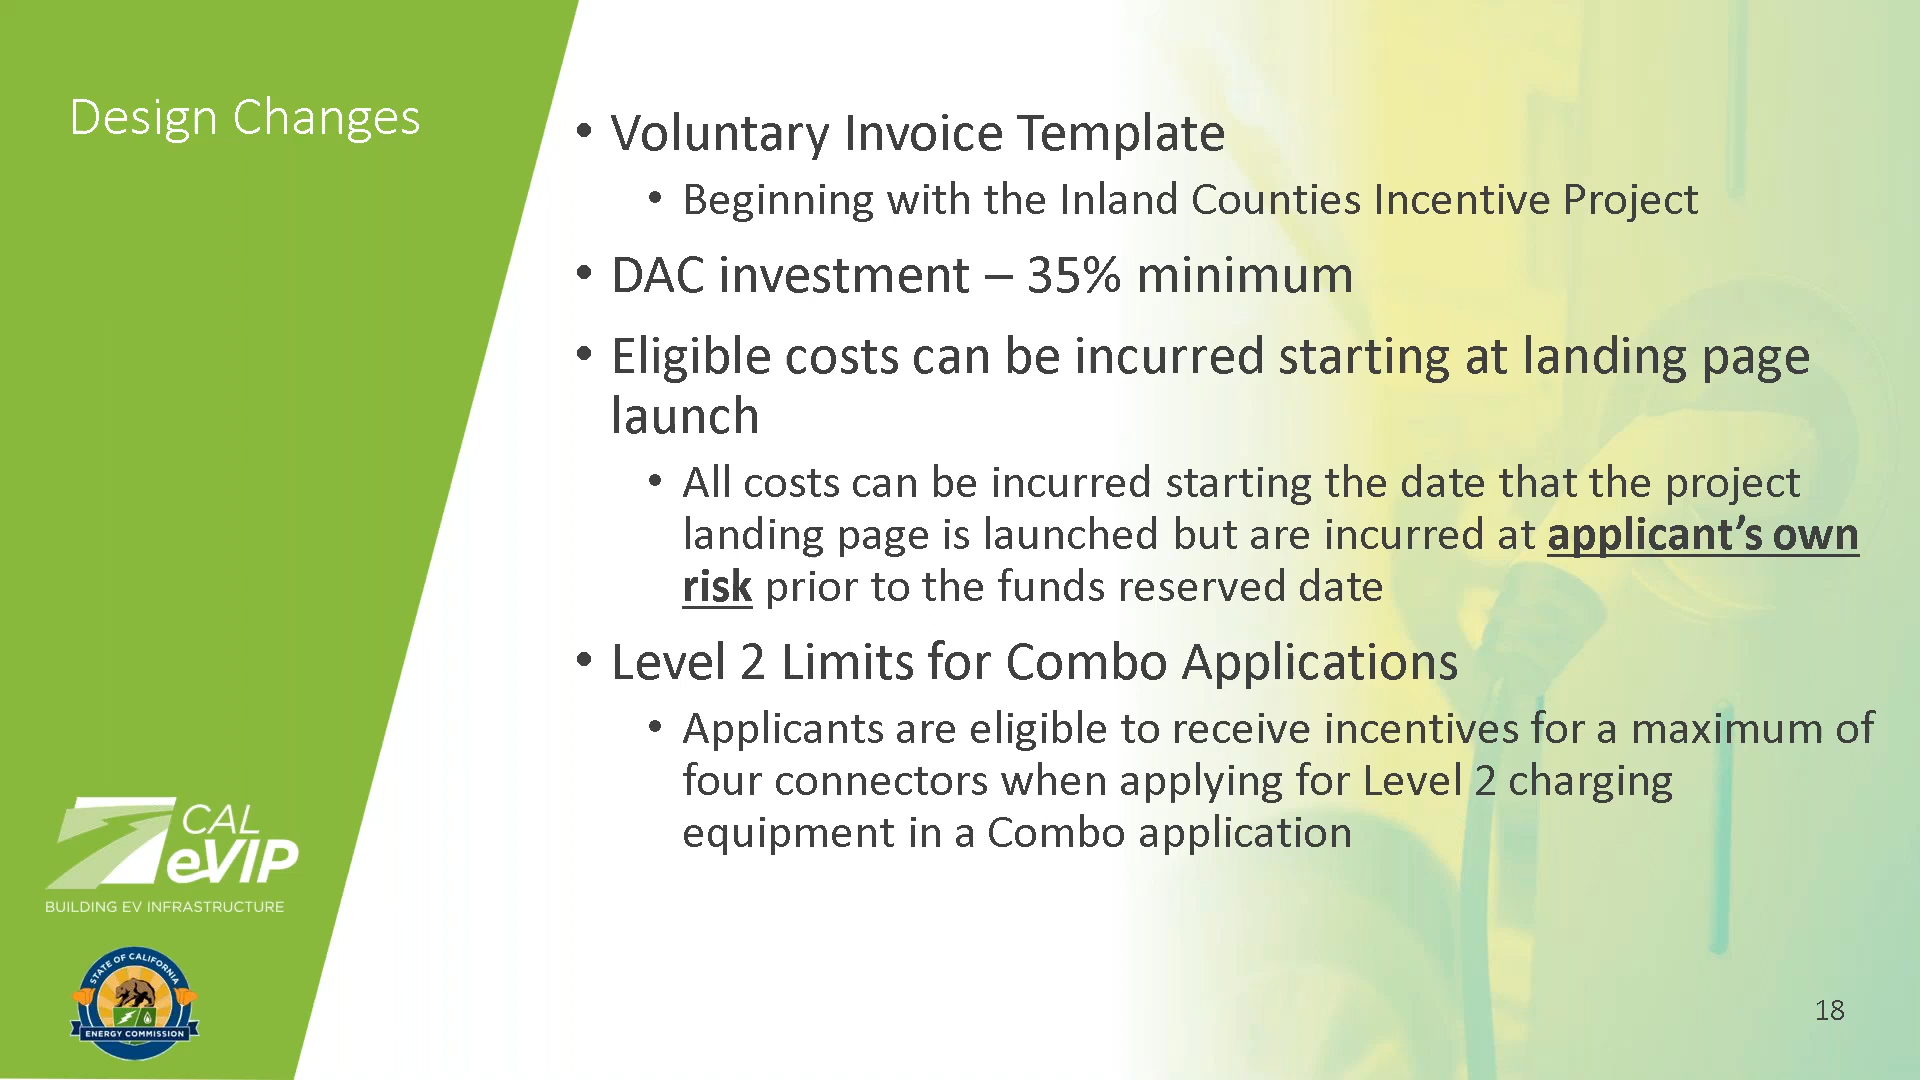 Design Changes
• Voluntary Invoice Template
• Beginning with the Inland Counties Incentive Project
• DAC investment – 35% minimum
• Eligible costs can be incurred starting at landing page
launch
• All costs can be incurred starting the date that the project
landing page is launched but are incurred at applicant’s own
risk prior to the funds reserved date
• Level 2 Limits for Combo Applications
• Applicants are eligible to receive incentives for a maximum of
four connectors when applying for Level 2 charging
equipment in a Combo application
CAL
eVIP
BUILDING EV INFRASTRUCTURE
STATE OF CALIFORNIA
ENERGY COMMISSION
18